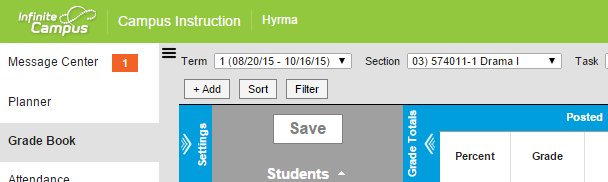 Infinite Campus Campus Instruction Hyrma
Message Center 1
Term 1 (08/20/15 - 10/16/15) Section 03) 574011-1 Drama I Task
+ Add Sort Filter
Planner
Grade Book
Attendance
Settings
Save
Students
Grade Totals
Posted
Percent Grade